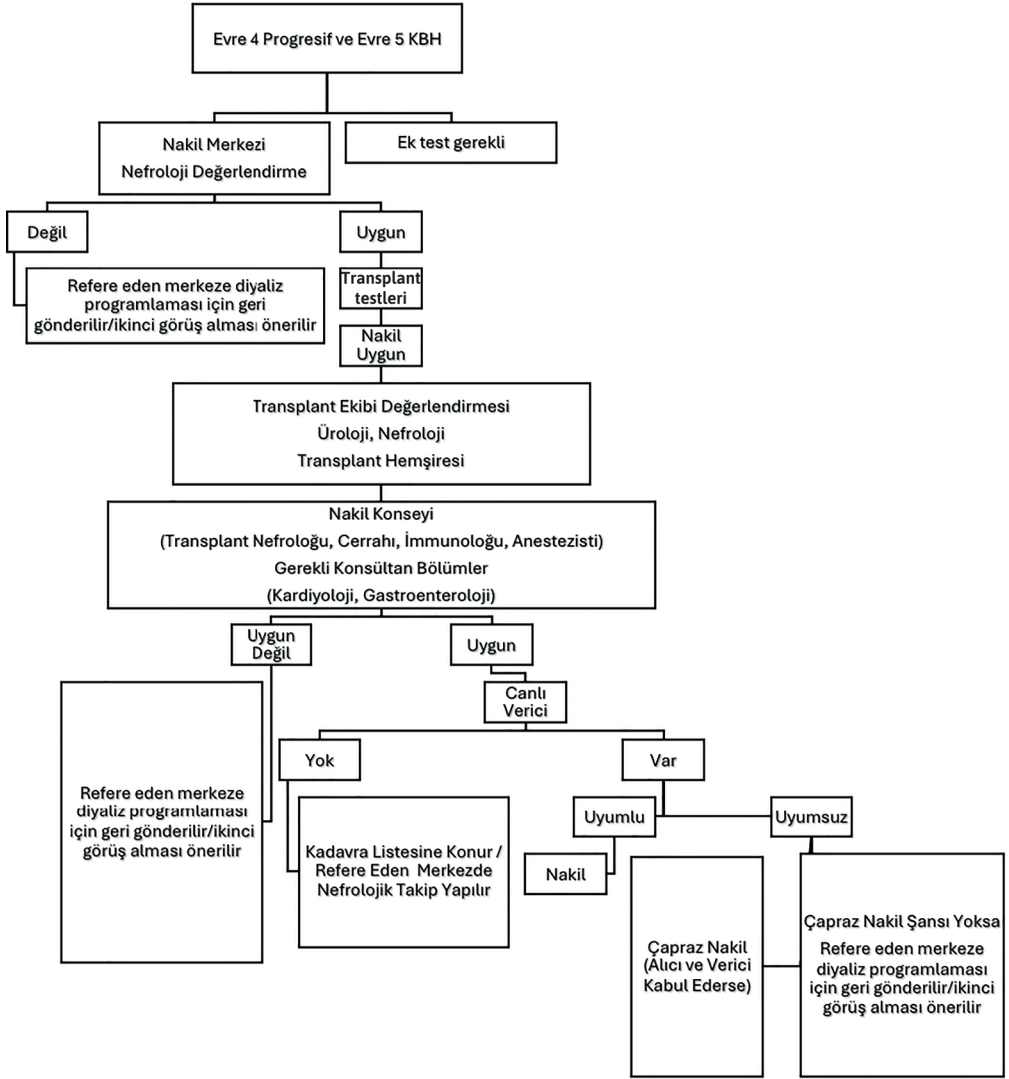 Evre 4 Progresif ve Evre 5 KBH
Nakil Merkezi
Nefroloji Değerlendirme
Ek test gerekli
Değil
Uygun
Refere eden merkeze diyaliz
programlaması için geri
gönderilir/ikinci görüş alması önerilir
Transplant
testleri
Nakil
Uygun
Transplant Ekibi Değerlendirmesi
Üroloji, Nefroloji
Transplant Hemşiresi
Nakil Konseyi
(Transplant Nefroloğu, Cerrahı, İmmunoloğu, Anestezisti)
Gerekli Konsültan Bölümler
(Kardiyoloji, Gastroenteroloji)
Uygun
Değil
Uygun
Canlı
Verici
Yok
Var
Refere eden merkeze
diyaliz programlaması
için geri gönderilir/ikinci
görüş alması önerilir
Kadavra Listesine Konur /
Refere Eden Merkezde
Nefrolojik Takip Yapılır
Uyumlu
Uyumsuz
Nakil
Çapraz Nakil
(Alıcı ve Verici
Kabul Ederse)
Çapraz Nakil Şansı Yoksa
Refere eden merkeze
diyaliz programlaması
için geri gönderilir/ikinci
görüş alması önerilir